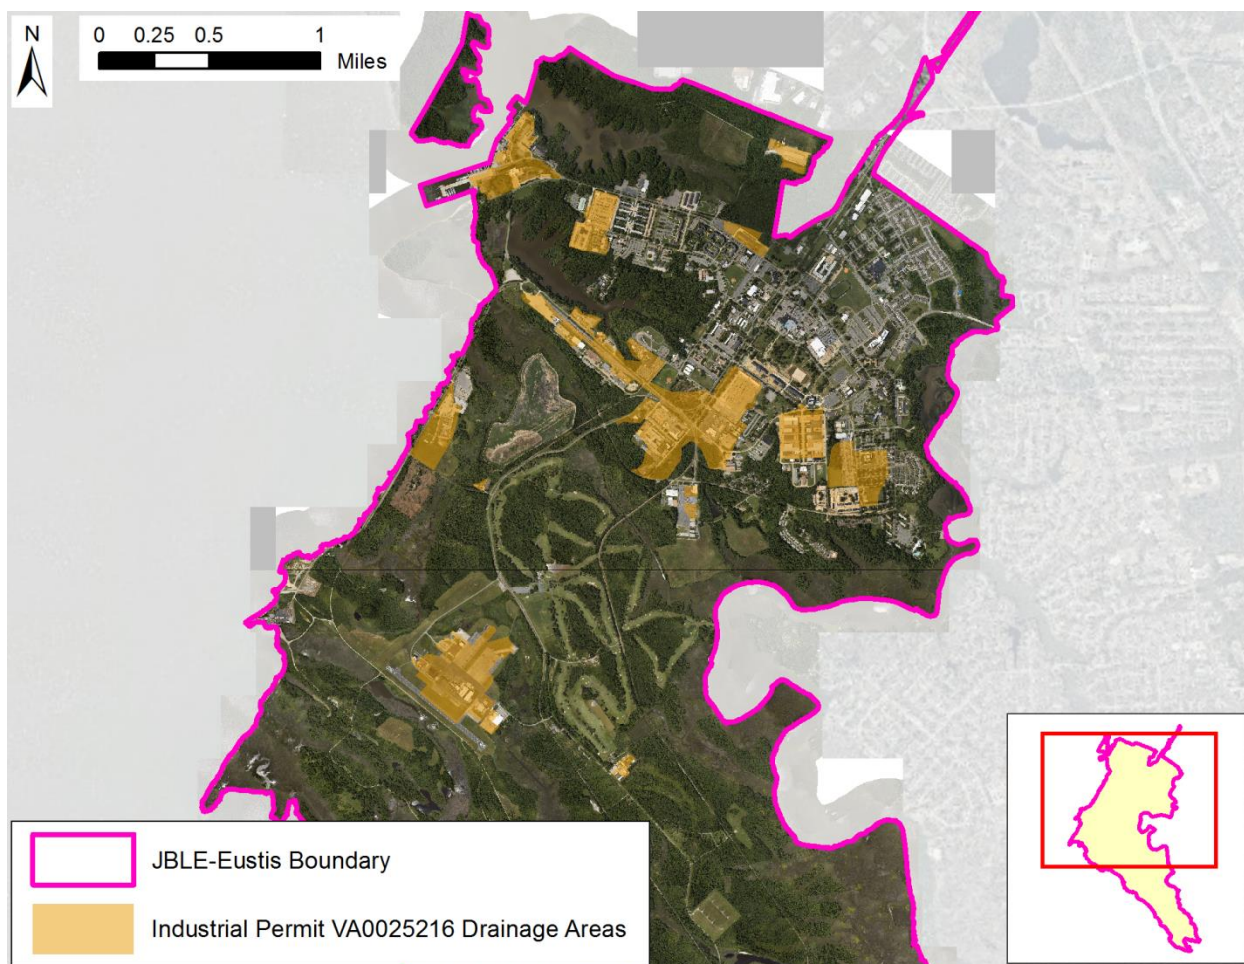 N
0 0.25 0.5 1
Miles
JBLE-Eustis Boundary
Industrial Permit VA0025216 Drainage Areas